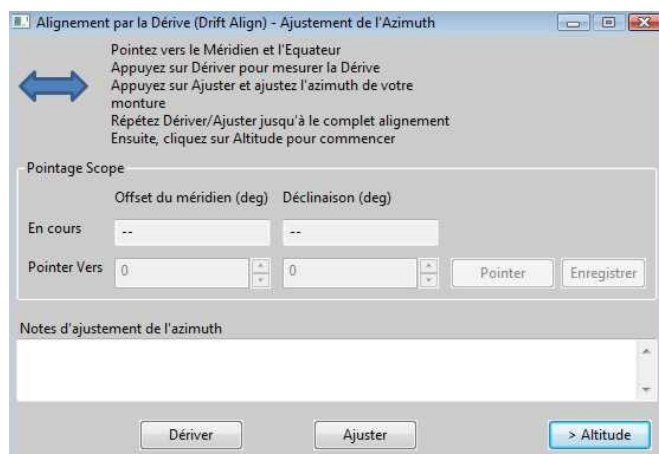 Alignement par la Dérive (Drift Align) - Ajustement de l'Azimuth
Pointez vers le Méridien et l'Equateur
Appuyez sur Dériver pour mesurer la Dérive
Appuyez sur Ajuster et ajustez l'azimuth de votre
monture
Répétez Dériver/Ajuster jusqu'à le complet alignement
Ensuite, cliquez sur Altitude pour commencer
Pointage Scope
Offset du méridien (deg) Déclinaison (deg)
En cours -- --
Pointer Vers 0 0 Pointer Enregistrer
Notes d'ajustement de l'azimuth
Dériver Ajuster > Altitude